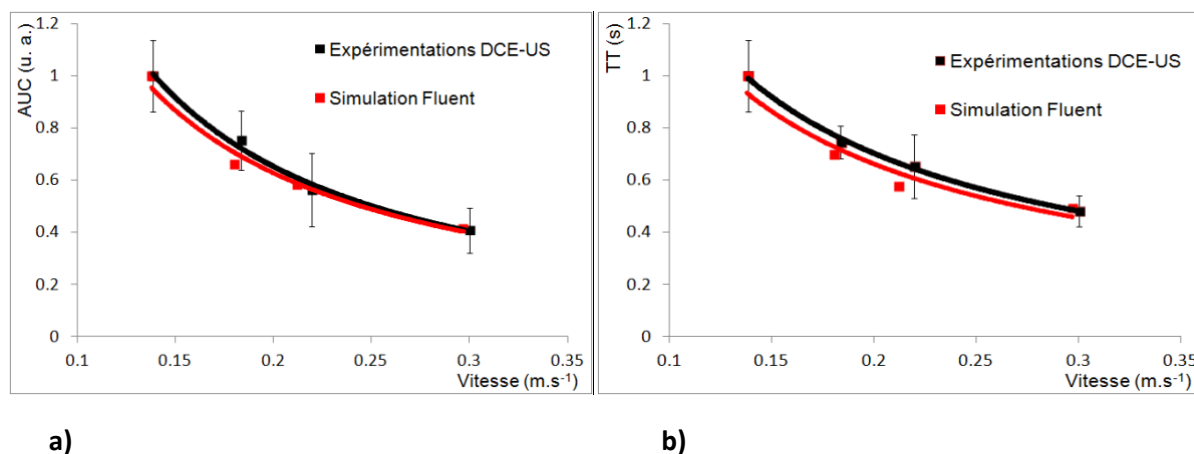 AUC (u. a.)
1.2
1
0.8
0.6
0.4
0.2
0
0.1
0.15
0.2
0.25
0.3
0.35
Vitesse (m.s⁻¹)
Expérimentations DCE-US
Simulation Fluent
a)
TT (s)
1.2
1
0.8
0.6
0.4
0.2
0
0.1
0.15
0.2
0.25
0.3
0.35
Vitesse (m.s⁻¹)
Expérimentations DCE-US
Simulation Fluent
b)